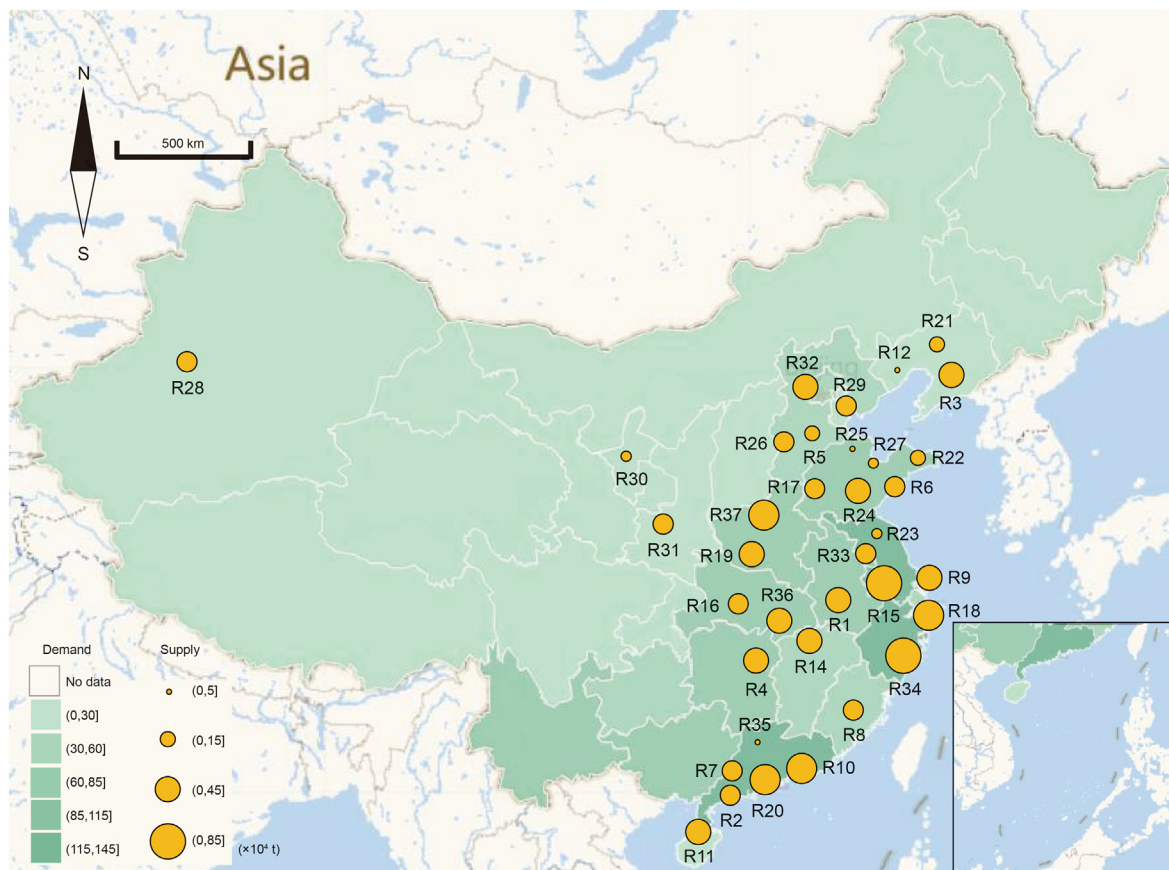 Asia
N
500 km
S
R21
R12
R32
R3
R29
R28
R25
R27
R26
R5
R22
R30
R17
R6
R24
R37
R23
R31
R33
R19
R9
R36
R16
R1
R15
R18
R14
R4
R34
R35
R8
R7
R10
R20
R2
R11
Demand
Supply
No data
(0,5]
(0,30]
(0,15]
(30,60]
(60,85]
(0,45]
(85,115]
(0,85]
(115,145]
(×10⁴ t)